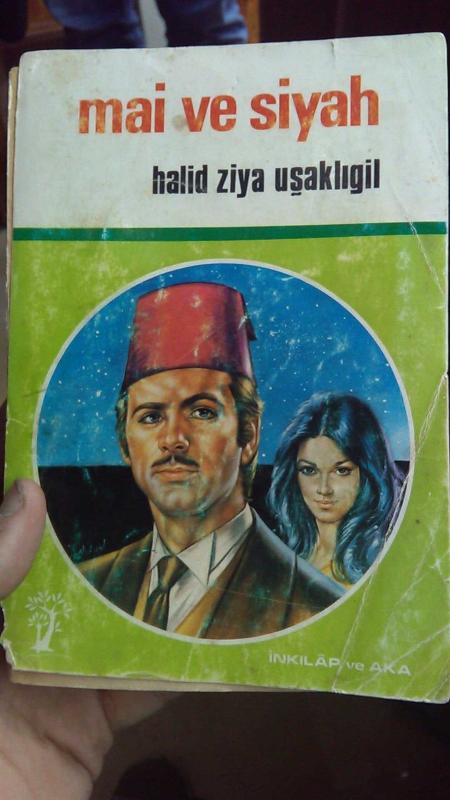 mai ve siyah
halid ziya uşaklıgil
İNKILÂP ve AKA